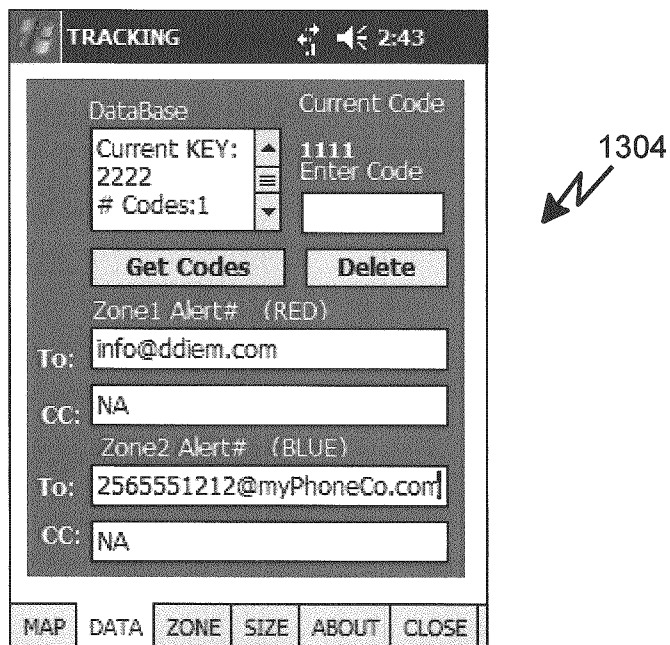 TRACKING 2:43
DataBase Current Code
Current KEY:
2222
# Codes:1
1111
Enter Code
Get Codes Delete
Zone1 Alert# (RED)
To: info@ddiem.com
CC: NA
Zone2 Alert# (BLUE)
To: 2565551212@myPhoneCo.com
CC: NA
MAP DATA ZONE SIZE ABOUT CLOSE
1304